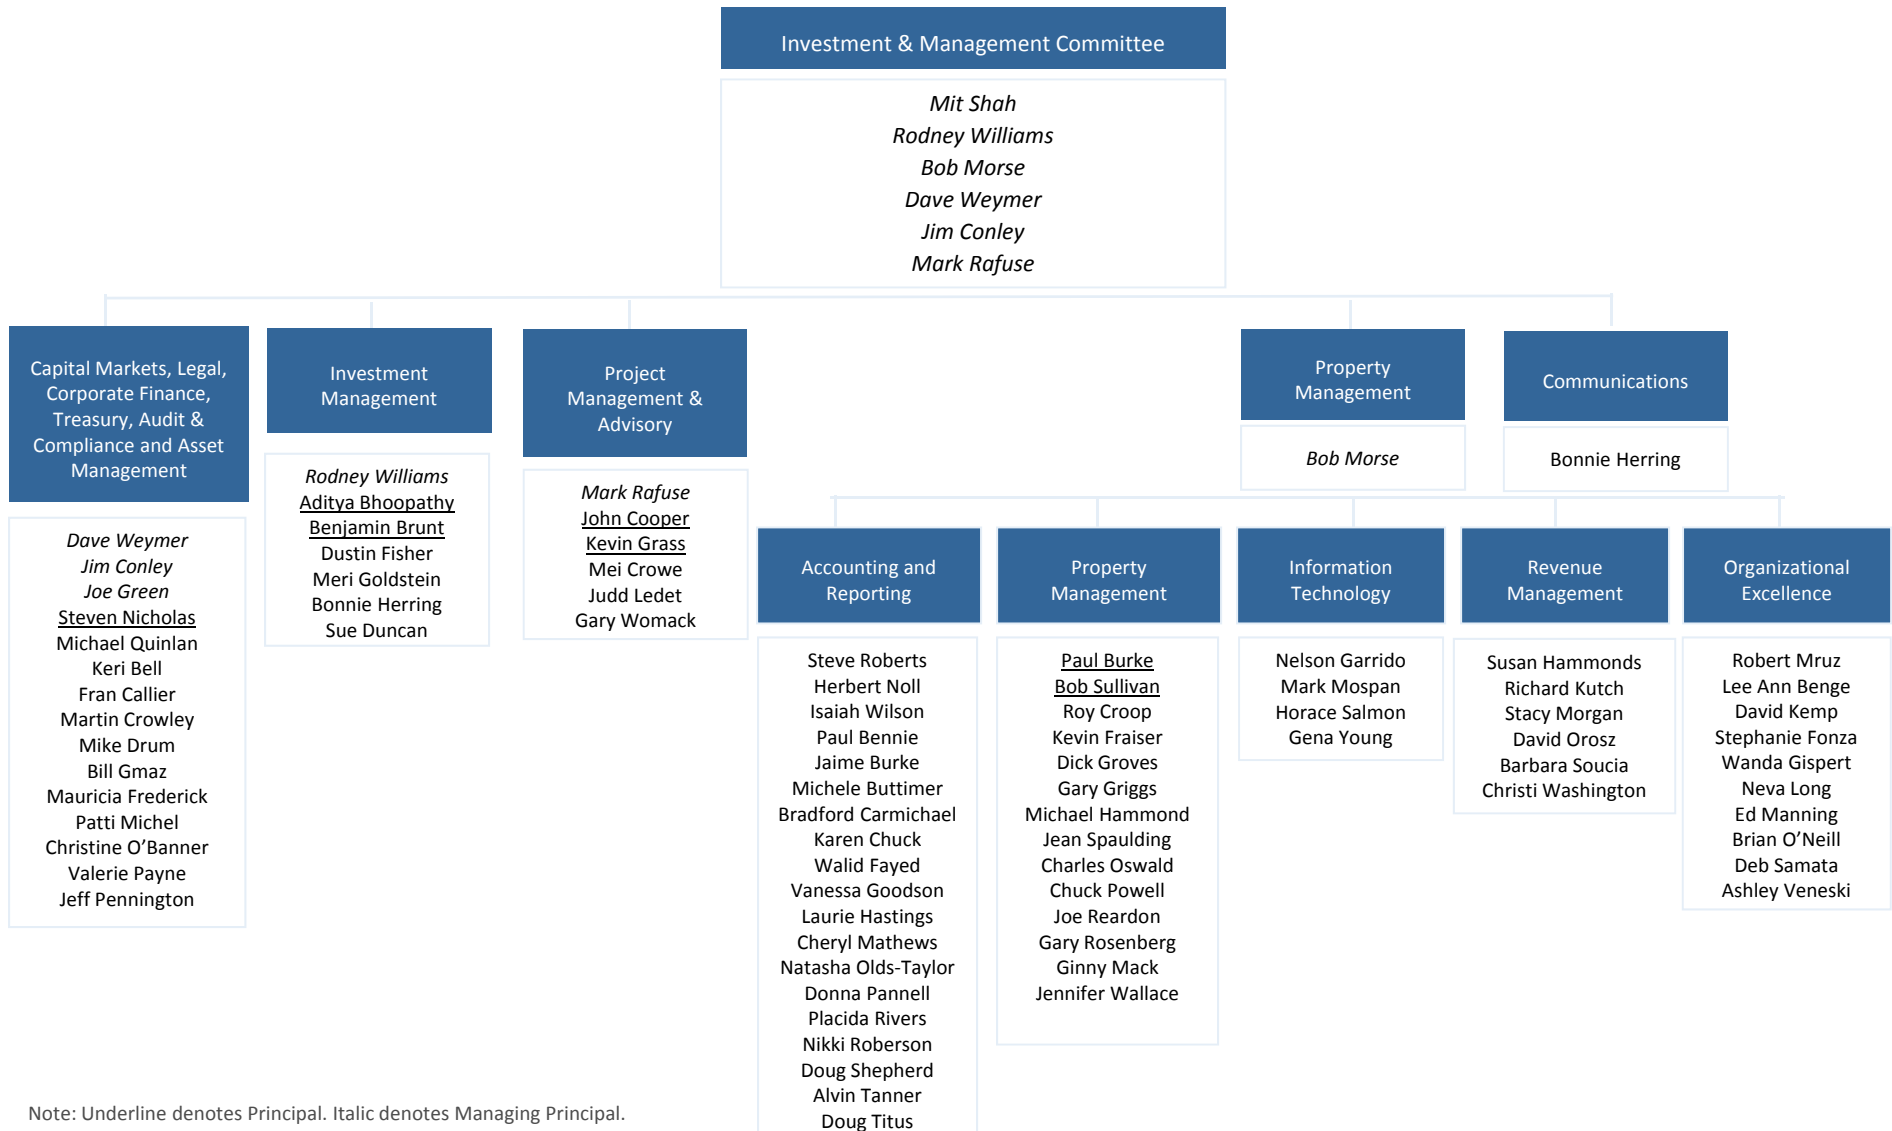 Investment & Management Committee
Mit Shah
Rodney Williams
Bob Morse
Dave Weymer
Jim Conley
Mark Rafuse
Capital Markets, Legal,
Corporate Finance,
Treasury, Audit &
Compliance and Asset
Management
Dave Weymer
Jim Conley
Joe Green
Steven Nicholas
Michael Quinlan
Keri Bell
Fran Callier
Martin Crowley
Mike Drum
Bill Gmaz
Mauricia Frederick
Patti Michel
Christine O’Banner
Valerie Payne
Jeff Pennington
Investment
Management
Rodney Williams
Aditya Bhoopathy
Benjamin Brunt
Dustin Fisher
Meri Goldstein
Bonnie Herring
Sue Duncan
Project
Management &
Advisory
Mark Rafuse
John Cooper
Kevin Grass
Mei Crowe
Judd Ledet
Gary Womack
Property
Management
Bob Morse
Communications
Bonnie Herring
Accounting and
Reporting
Steve Roberts
Herbert Noll
Isaiah Wilson
Paul Bennie
Jaime Burke
Michele Buttimer
Bradford Carmichael
Karen Chuck
Walid Fayed
Vanessa Goodson
Laurie Hastings
Cheryl Mathews
Natasha Olds-Taylor
Donna Pannell
Placida Rivers
Nikki Roberson
Doug Shepherd
Alvin Tanner
Doug Titus
Property
Management
Paul Burke
Bob Sullivan
Roy Croop
Kevin Fraiser
Dick Groves
Gary Griggs
Michael Hammond
Jean Spaulding
Charles Oswald
Chuck Powell
Joe Reardon
Gary Rosenberg
Ginny Mack
Jennifer Wallace
Information
Technology
Nelson Garrido
Mark Mospan
Horace Salmon
Gena Young
Revenue
Management
Susan Hammonds
Richard Kutch
Stacy Morgan
David Orosz
Barbara Soucia
Christi Washington
Organizational
Excellence
Robert Mruz
Lee Ann Benge
David Kemp
Stephanie Fonza
Wanda Gispert
Neva Long
Ed Manning
Brian O’Neill
Deb Samata
Ashley Veneski
Note: Underline denotes Principal. Italic denotes Managing Principal.